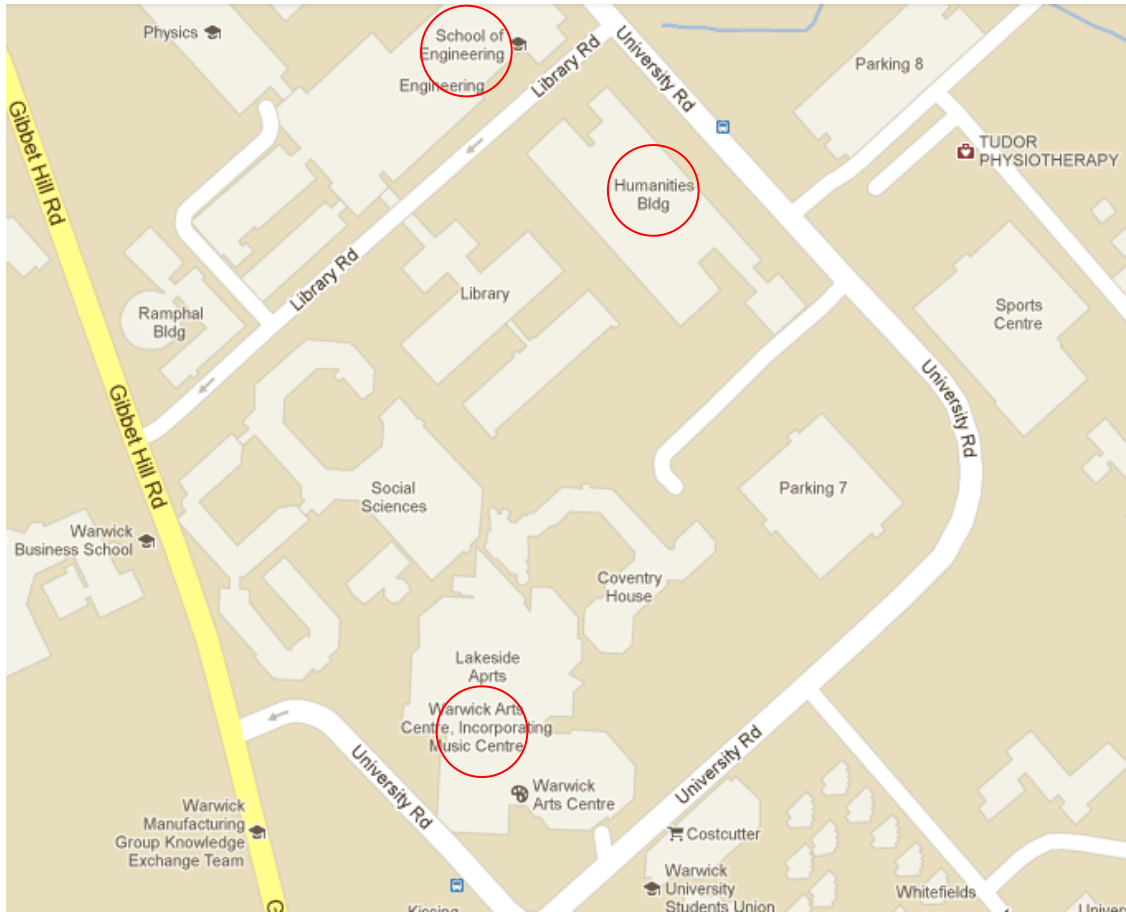 Physics
School of
Engineering
Engineering
Library Rd
University Rd
Parking 8
TUDOR
PHYSIOTHERAPY
Gibbet Hill Rd
Humanities
Bldg
Library Rd
Library
Ramphal
Bldg
Sports
Centre
University Rd
Gibbet Hill Rd
Social
Sciences
Parking 7
Warwick
Business School
Coventry
House
Lakeside
Aprts
Warwick Arts
Centre, Incorporating
Music Centre
University Rd
University Rd
Warwick
Arts Centre
Warwick
Manufacturing
Group Knowledge
Exchange Team
Costcutter
Warwick
University
Students Union
Whitefields
G